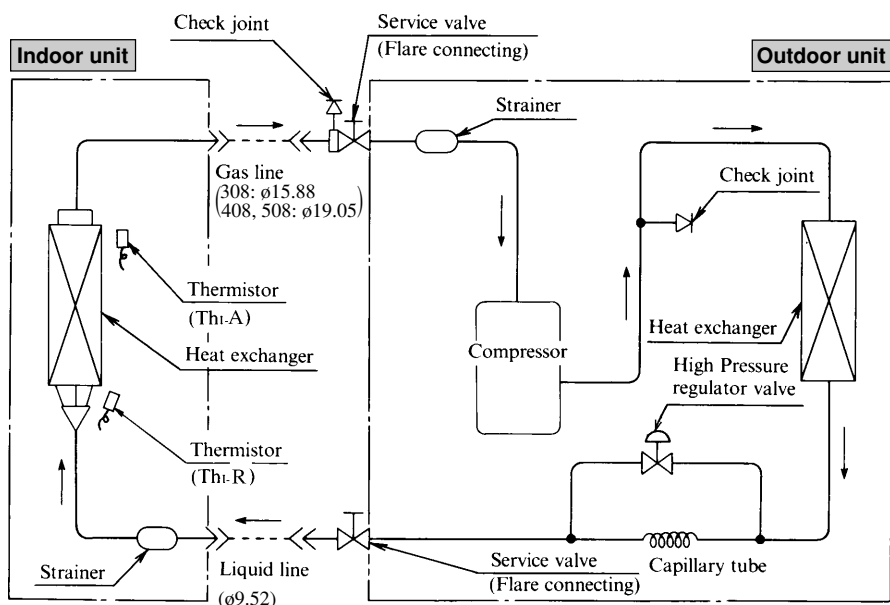 Check joint
Service valve
(Flare connecting)
Indoor unit
Outdoor unit
Strainer
Gas line
(308: ø15.88
408, 508: ø19.05)
Check joint
Thermistor
(ThI-A)
Heat exchanger
Compressor
Heat exchanger
High Pressure
regulator valve
Thermistor
(ThI-R)
Strainer
Liquid line
(ø9.52)
Service valve
(Flare connecting)
Capillary tube